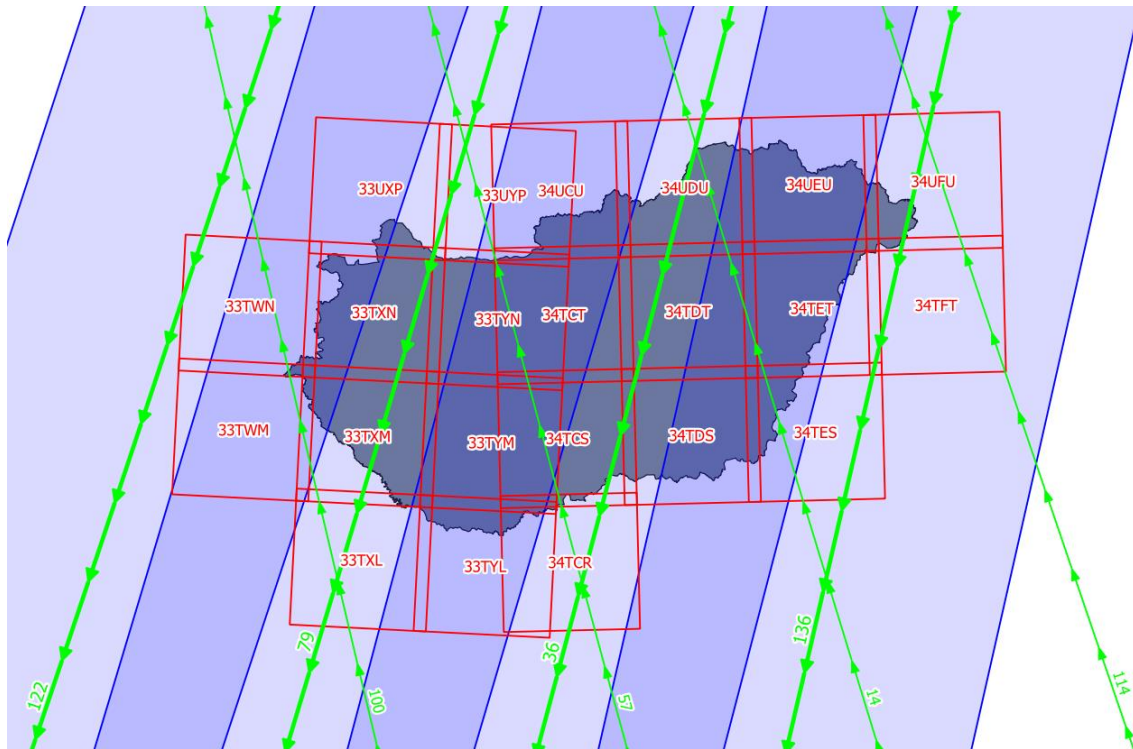 33UXP
33UYP
34UCU
34UDU
34UEU
34UFU
33TWN
33TXN
33TYN
34TCT
34TDT
34TET
34TFT
33TWM
33TXM
33TYM
34TCS
34TDS
34TES
33TXL
33TYL
34TCR
122
79
100
36
57
136
14
114